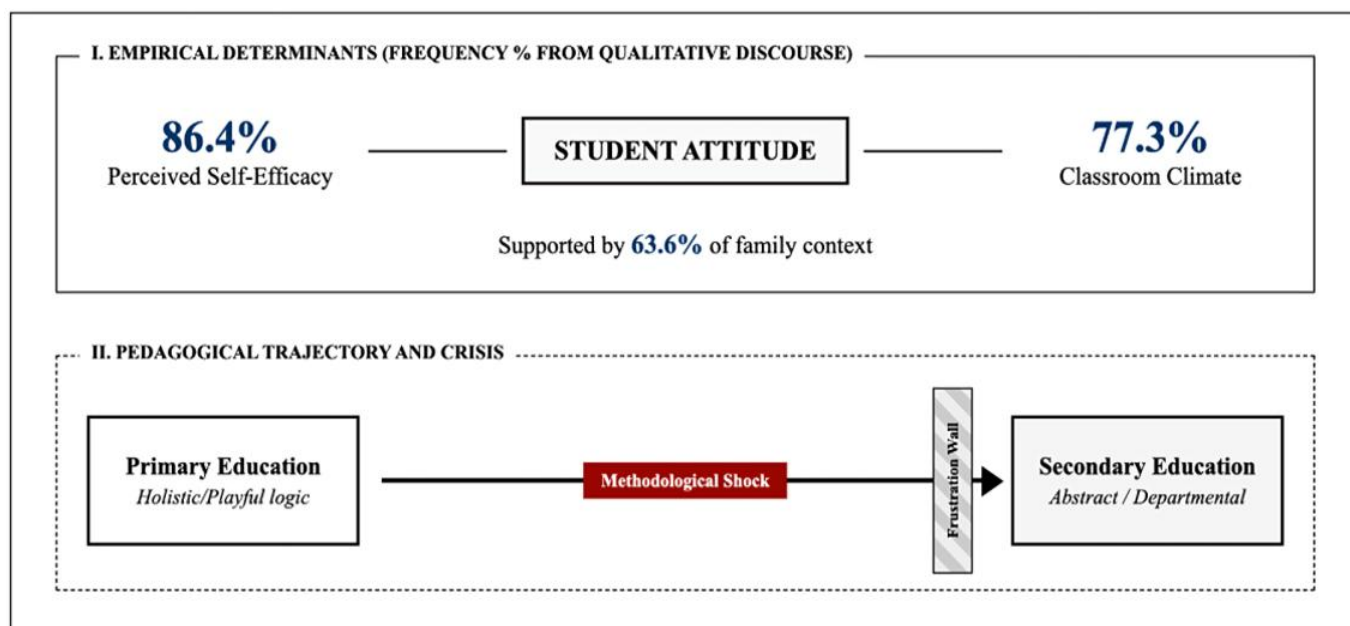 I. EMPIRICAL DETERMINANTS (FREQUENCY % FROM QUALITATIVE DISCOURSE)
86.4%
Perceived Self-Efficacy
STUDENT ATTITUDE
77.3%
Classroom Climate
Supported by 63.6% of family context
II. PEDAGOGICAL TRAJECTORY AND CRISIS
Primary Education
Holistic/Playful logic
Methodological Shock
Frustration Wall
Secondary Education
Abstract / Departmental